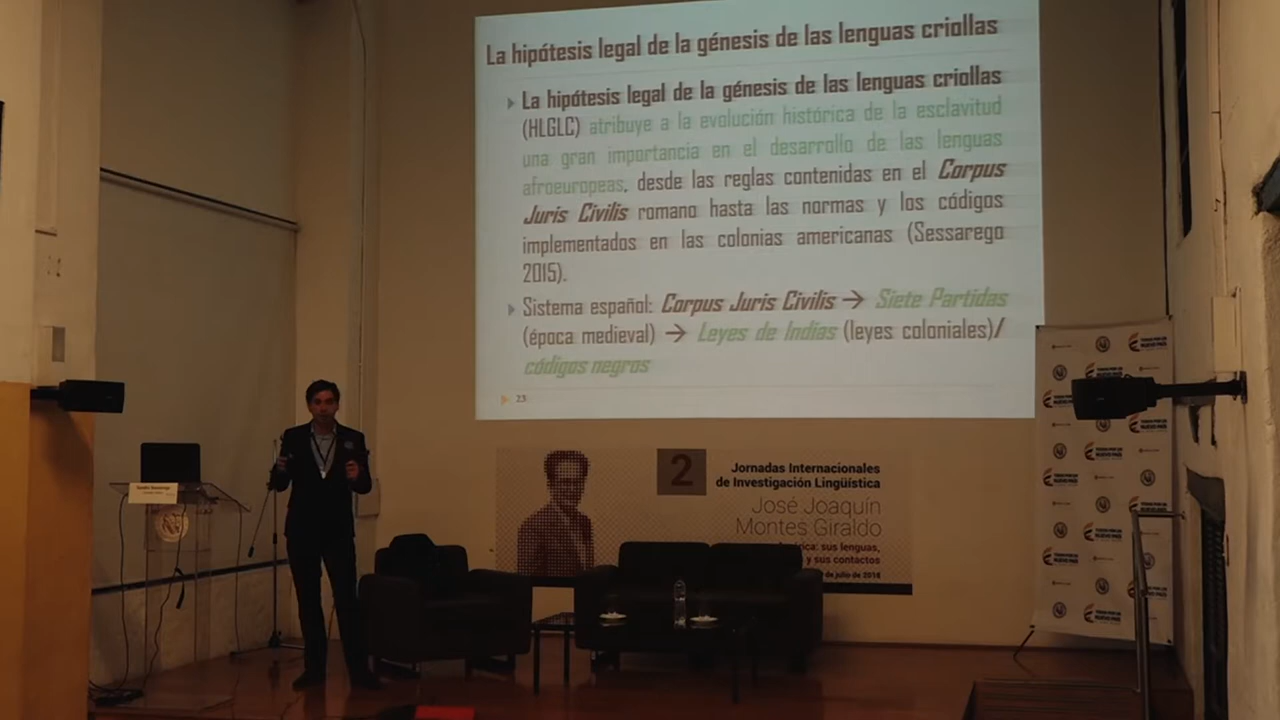 La hipótesis legal de la génesis de las lenguas criollas
La hipótesis legal de la génesis de las lenguas criollas
(HLGLC) atribuye a la evolución histórica de la esclavitud
una gran importancia en el desarrollo de las lenguas
afroeuropeas, desde las reglas contenidas en el Corpus
Juris Civilis romano hasta las normas y los códigos
implementados en las colonias americanas (Sessarego
2015).
Sistema español: Corpus Juris Civilis → Siete Partidas
(época medieval) → Leyes de Indias (leyes coloniales)/
códigos negros
23
2
Jornadas Internacionales
de Investigación Lingüística
José Joaquín
Montes Giraldo
sus lenguas,
y sus contactos
de julio de 2016
TODOS POR UN
NUEVO PAÍS